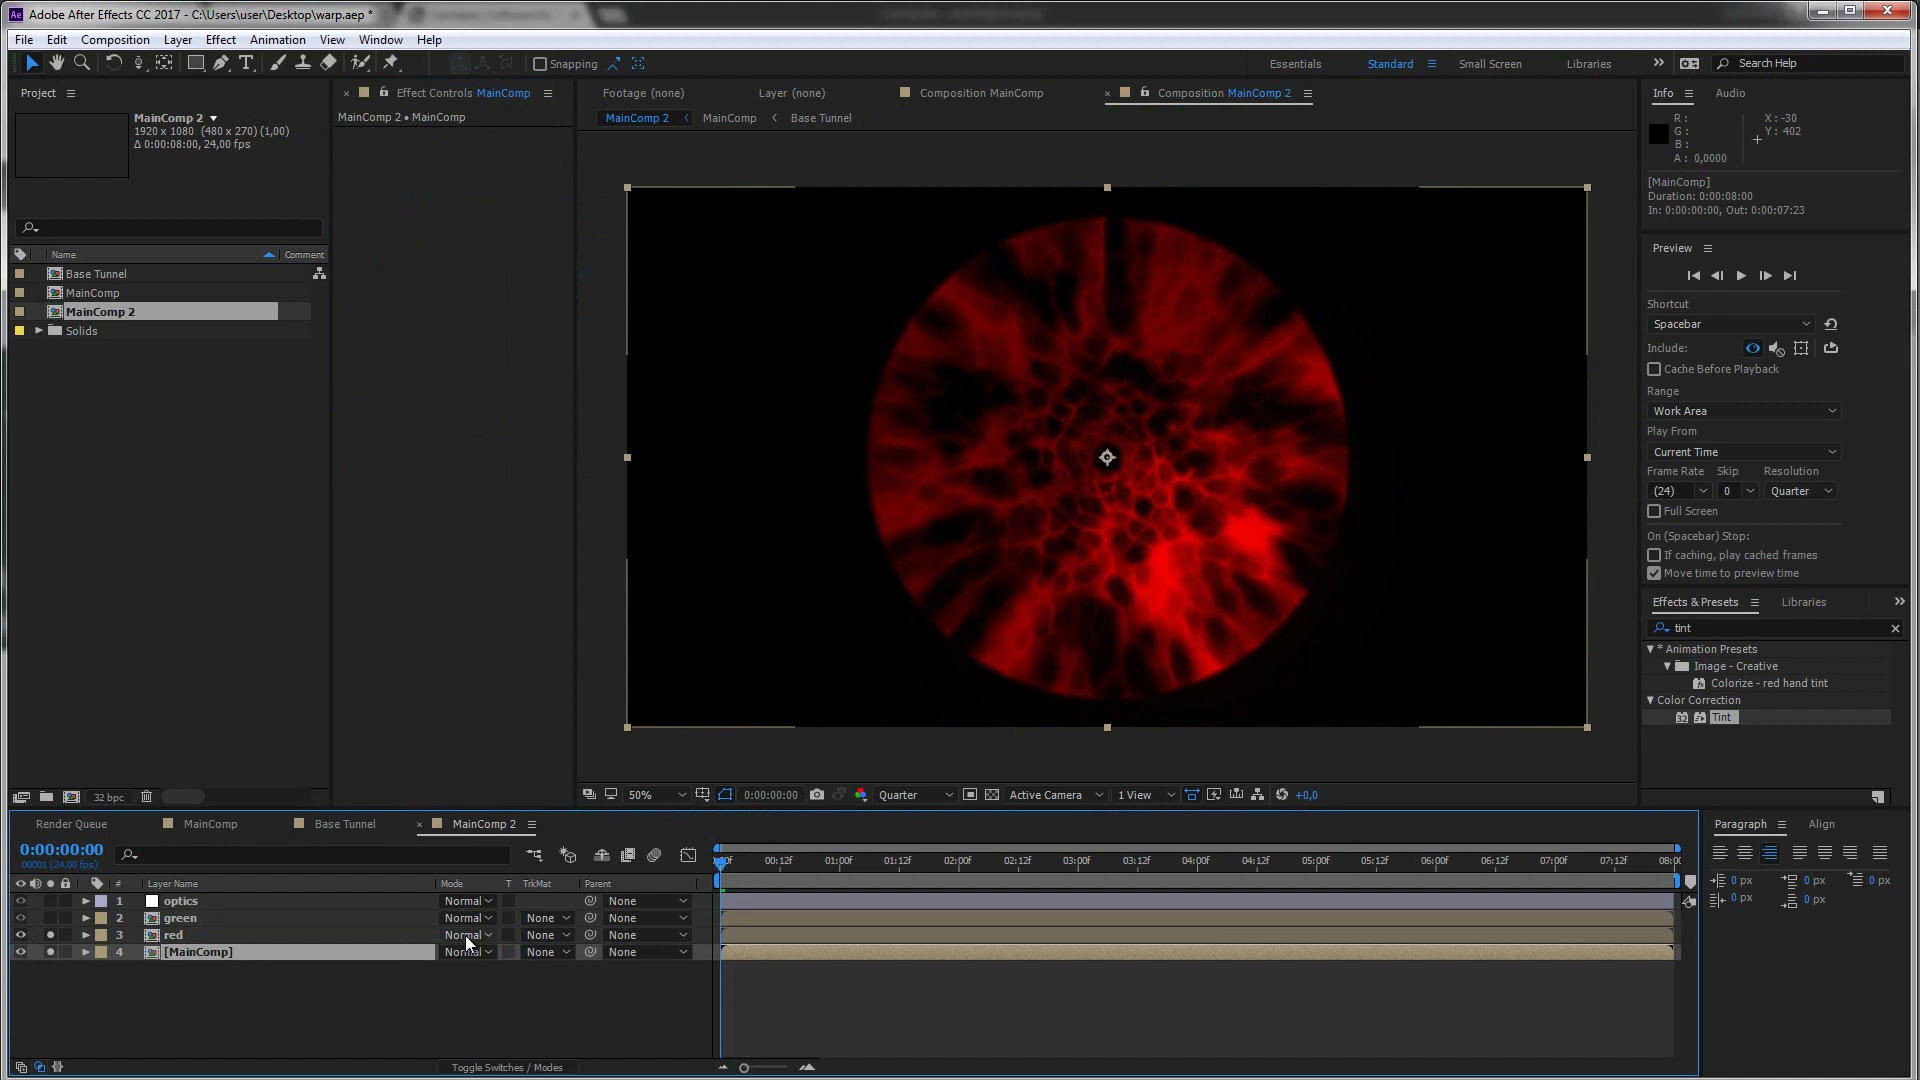 Ae Adobe After Effects CC 2017 - C:\Users\user\Desktop\warp.aep *
File Edit Composition Layer Effect Animation View Window Help
Snapping Essentials Standard Small Screen Libraries Search Help
Project
Effect Controls MainComp
Footage (none) Layer (none) Composition MainComp Composition MainComp 2
Info Audio
MainComp 2
1920 x 1080 (480 x 270) (1,00)
Δ 0:00:08:00, 24,00 fps
MainComp 2 • MainComp
MainComp 2 MainComp Base Tunnel
R :
G :
B :
A : 0,0000
X : -30
Y : 402
[MainComp]
Duration: 0:00:08:00
In: 0:00:00:00, Out: 0:00:07:23
Name Comment
Base Tunnel
MainComp
MainComp 2
Solids
Preview
Shortcut
Spacebar
Include:
Cache Before Playback
Range
Work Area
Play From
Current Time
Frame Rate Skip Resolution
(24) 0 Quarter
Full Screen
On (Spacebar) Stop:
If caching, play cached frames
Move time to preview time
Effects & Presets Libraries
tint
* Animation Presets
Image - Creative
Colorize - red hand tint
Color Correction
32 Tint
32 bpc
50% 0:00:00:00 Quarter Active Camera 1 View +0,0
Render Queue MainComp Base Tunnel MainComp 2
Paragraph Align
0:00:00:00
00001 (24.00 fps)
00:12f 01:00f 01:12f 02:00f 02:12f 03:00f 03:12f 04:00f 04:12f 05:00f 05:12f 06:00f 06:12f 07:00f 07:12f
# Layer Name Mode T TrkMat Parent
1 optics Normal None
2 green Normal None None
3 red Normal None None
4 [MainComp] Normal None None
0 px 0 px 0 px
0 px 0 px
Toggle Switches / Modes